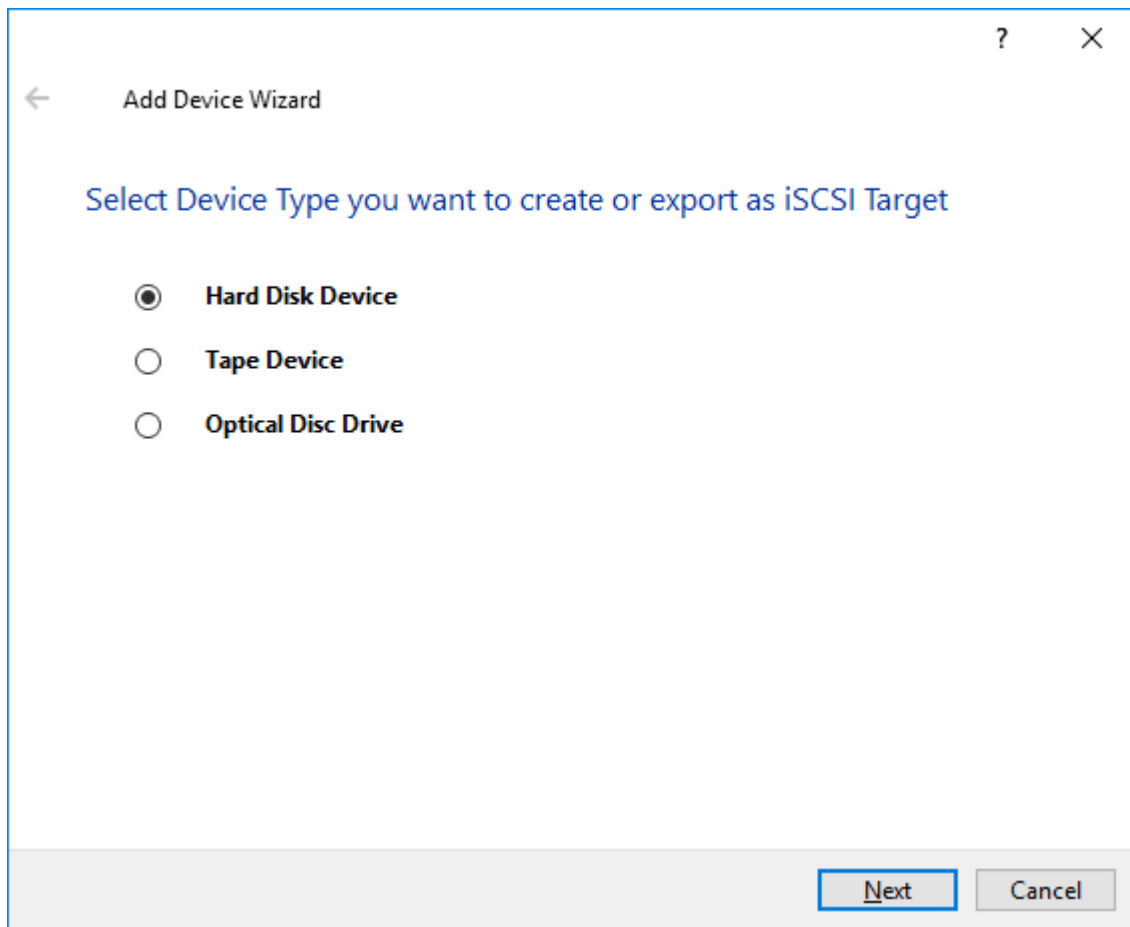 ?
Add Device Wizard
Select Device Type you want to create or export as iSCSI Target
Hard Disk Device
Tape Device
Optical Disc Drive
Next Cancel